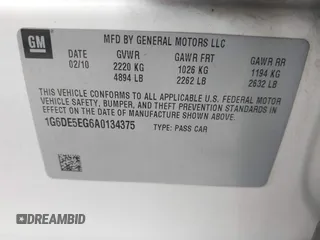 GM
MFD BY GENERAL MOTORS LLC
DATE GVWR GAWR FRT GAWR RR
02/10 2220 KG 1026 KG 1194 KG
4894 LB 2262 LB 2632 LB
THIS VEHICLE CONFORMS TO ALL APPLICABLE U.S. FEDERAL MOTOR
VEHICLE SAFETY, BUMPER, AND THEFT PREVENTION STANDARDS
IN EFFECT ON THE DATE OF MANUFACTURE SHOWN ABOVE.
1G6DE5EG6A0134375 TYPE: PASS CAR
DREAMBID